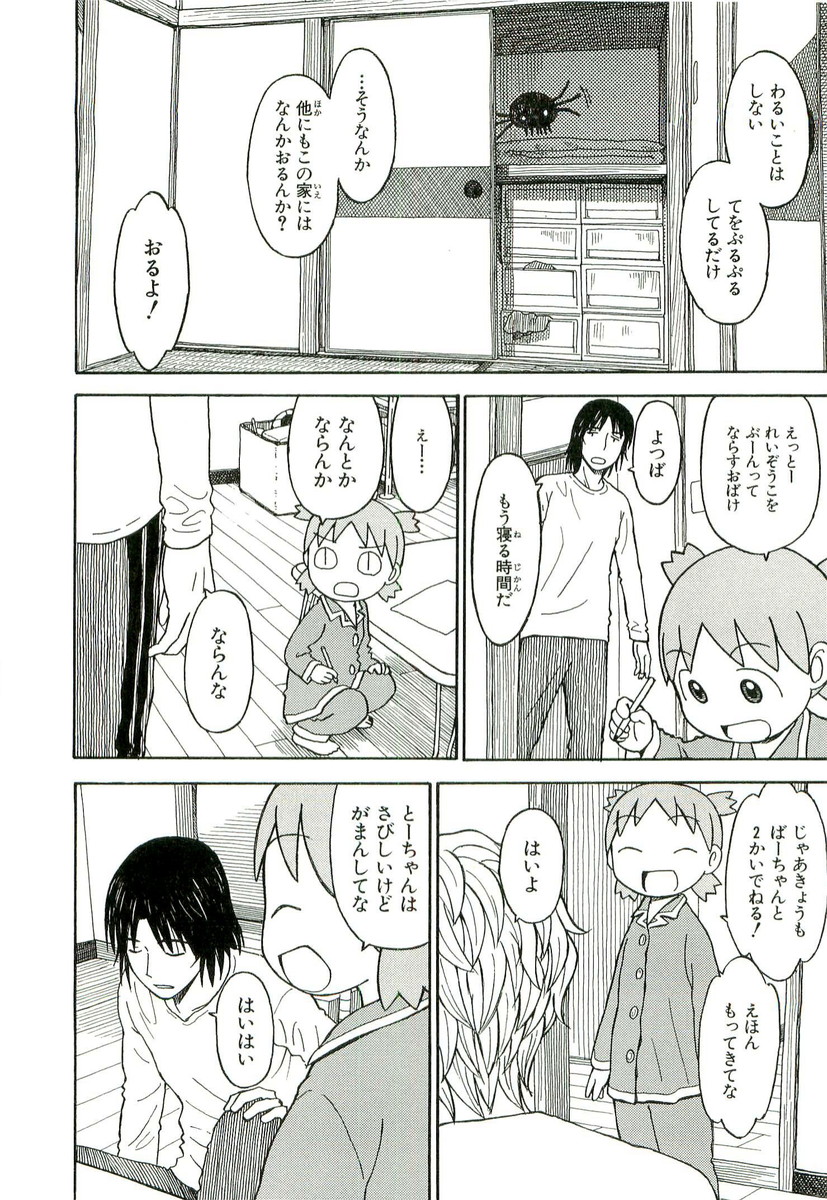 わるいことは
しない
てをぷるぷる
してるだけ
…そうなんか
他にもこの家には
なんかおるんか？
おるよ！
えっとー
れいぞうこを
ぶーんって
ならすおばけ
よつば
もう寝る時間だ
えー…
なんとか
ならんか
ならんな
じゃあきょうも
ばーちゃんと
2かいでねる！
えほん
もってきてな
はいよ
とーちゃんは
さびしいけど
がまんしてな
はいはい